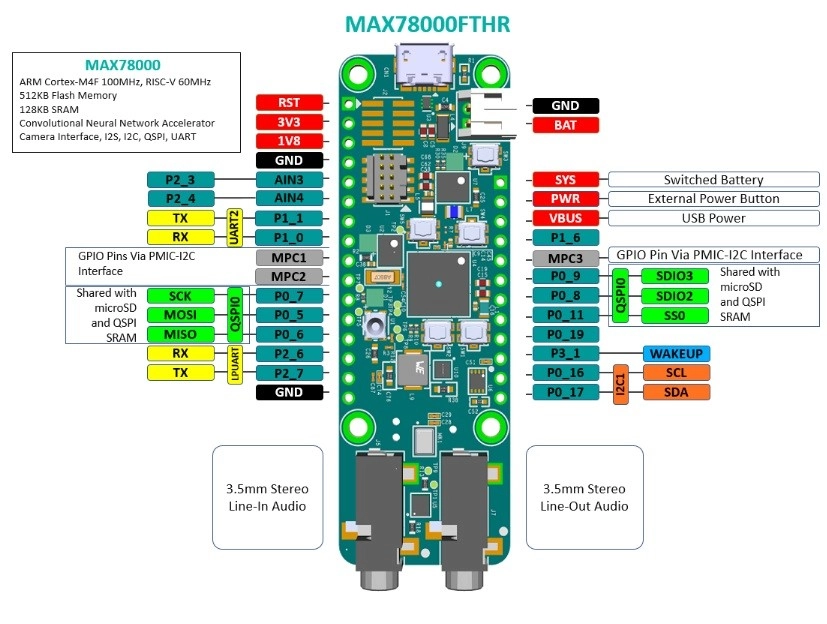 MAX78000FTHR
MAX78000
ARM Cortex-M4F 100MHz, RISC-V 60MHz
512KB Flash Memory
128KB SRAM
Convolutional Neural Network Accelerator
Camera Interface, I2S, I2C, QSPI, UART
RST
3V3
1V8
GND
P2_3 AIN3
P2_4 AIN4
TX P1_1
RX P1_0
UART2
GPIO Pins Via PMIC-I2C
Interface
MPC1
MPC2
Shared with
microSD
and QSPI
SRAM
SCK P0_7
MOSI P0_5
MISO P0_6
QSPI0
RX P2_6
TX P2_7
LPUART
GND
GND
BAT
SYS Switched Battery
PWR External Power Button
VBUS USB Power
P1_6
MPC3 GPIO Pin Via PMIC-I2C Interface
P0_9 SDIO3
P0_8 SDIO2
P0_11 SS0
QSPI0
Shared with
microSD
and QSPI
SRAM
P0_19
P3_1 WAKEUP
P0_16 SCL
P0_17 SDA
I2C1
3.5mm Stereo
Line-In Audio
3.5mm Stereo
Line-Out Audio